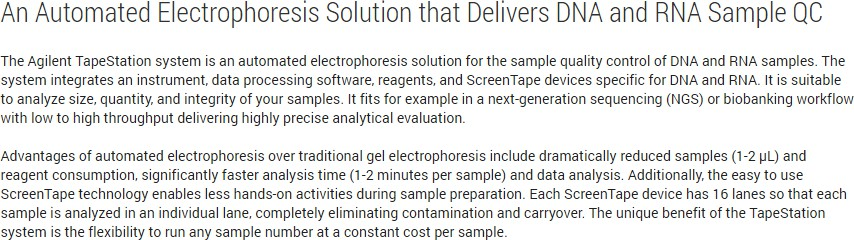 An Automated Electrophoresis Solution that Delivers DNA and RNA Sample QC
The Agilent TapeStation system is an automated electrophoresis solution for the sample quality control of DNA and RNA samples. The
system integrates an instrument, data processing software, reagents, and ScreenTape devices specific for DNA and RNA. It is suitable
to analyze size, quantity, and integrity of your samples. It fits for example in a next-generation sequencing (NGS) or biobanking workflow
with low to high throughput delivering highly precise analytical evaluation.
Advantages of automated electrophoresis over traditional gel electrophoresis include dramatically reduced samples (1-2 µL) and
reagent consumption, significantly faster analysis time (1-2 minutes per sample) and data analysis. Additionally, the easy to use
ScreenTape technology enables less hands-on activities during sample preparation. Each ScreenTape device has 16 lanes so that each
sample is analyzed in an individual lane, completely eliminating contamination and carryover. The unique benefit of the TapeStation
system is the flexibility to run any sample number at a constant cost per sample.